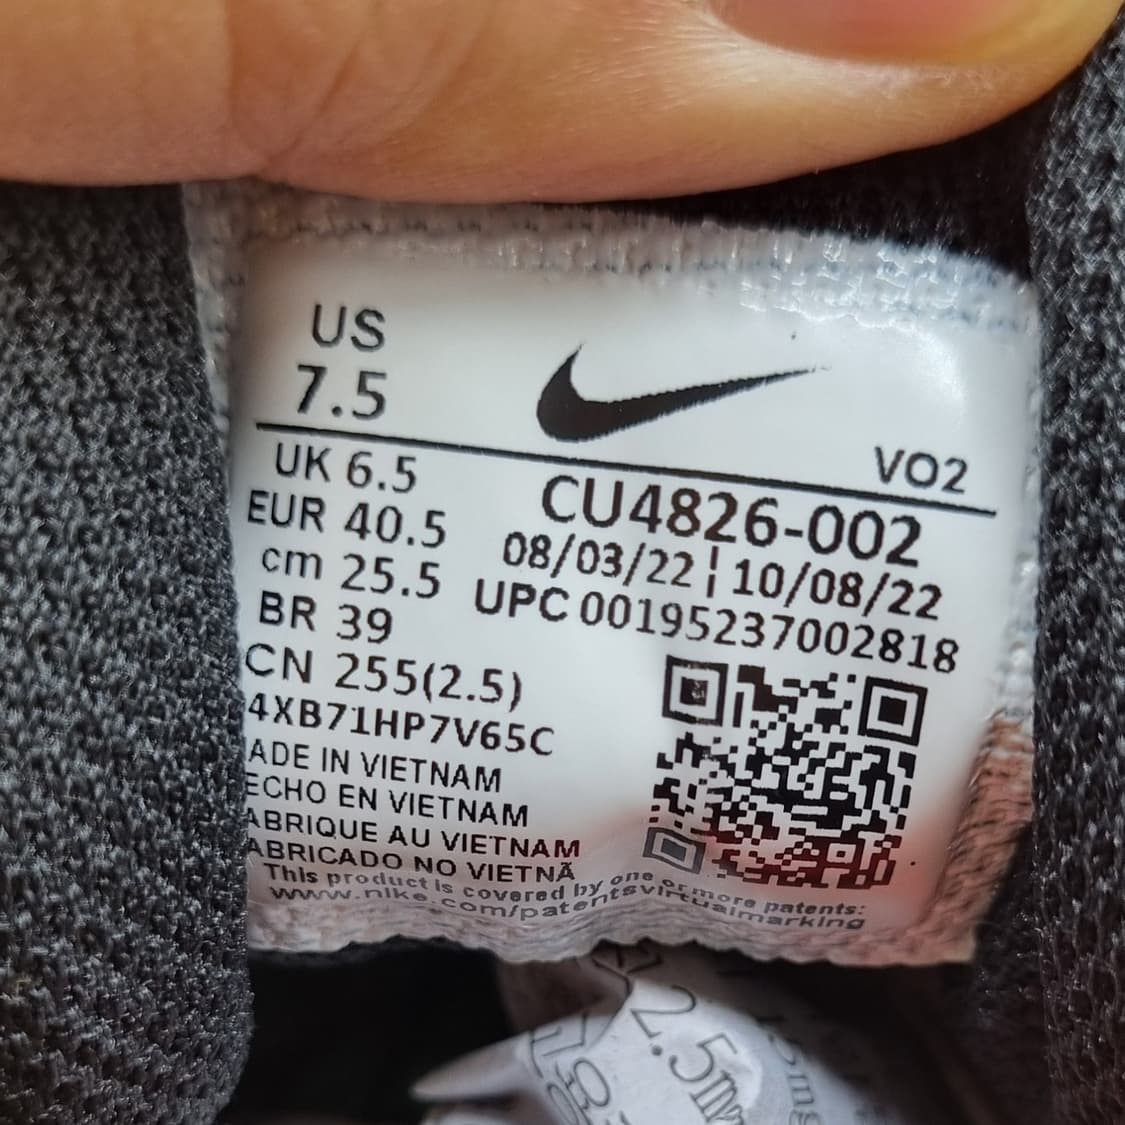 US
7.5
VO2
UK 6.5
EUR 40.5
cm 25.5
BR 39
CN 255(2.5)
CU4826-002
08/03/22 ¦ 10/08/22
UPC 00195237002818
4XB71HP7V65C
ADE IN VIETNAM
ECHO EN VIETNAM
ABRIQUE AU VIETNAM
ABRICADO NO VIETNÃ
This product is covered by one or more patents:
www.nike.com/patentsvirtualmarking
2.5